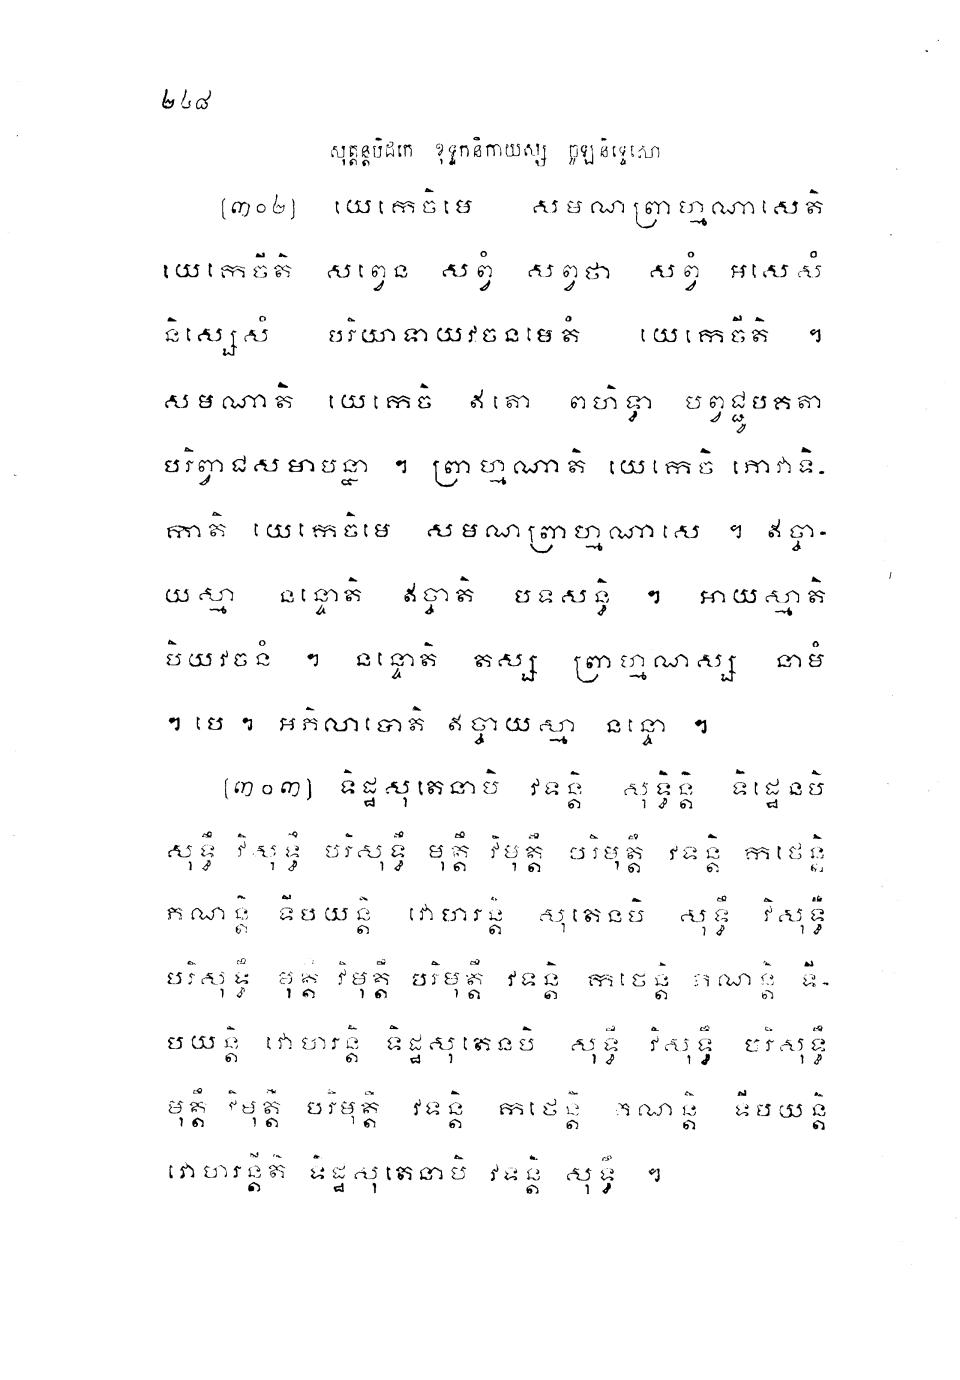 ២៤៨
សុត្តន្តបិដកេ ខុទ្ទកនិកាយស្ស ចូឡនិទ្ទេសោ
[៣០២] យេកេចិមេ សមណព្រាហ្មណាសេតិ
យេកេចីតិ សព្វេន សព្វំ សព្វថា សព្វំ អសេសំ
និស្សេសំ បរិយាទាយវចនមេតំ យេកេចីតិ ។
សមណាតិ យេកេចិ ឥតោ ពហិទ្ធា បព្វជ្ជូបគតា
បរិព្វាជសមាបន្នា ។ ព្រាហ្មណាតិ យេកេចិ ភោវាទិ-
កាតិ យេកេចិមេ សមណព្រាហ្មណាសេ ។ ឥច្ចា-
យស្មា នន្ទោតិ ឥច្ចាតិ បទសន្ធិ ។ អាយស្មាតិ
បិយវចនំ ។ នន្ទោតិ តស្ស ព្រាហ្មណស្ស នាមំ
។ បេ ។ អភិលាបោតិ ឥច្ចាយស្មា នន្ទោ ។
[៣០៣] ទិដ្ឋសុតេនាបិ វទន្តិ សុទ្ធិន្តិ ទិដ្ឋេនបិ
សុទ្ធឹ វិសុទ្ធឹ បរិសុទ្ធឹ មុត្តឹ វិមុត្តឹ បរិមុត្តឹ វទន្តិ កថេន្តិ
ភណន្តិ ទីបយន្តិ វោហារន្តិ សុតេនបិ សុទ្ធឹ វិសុទ្ធឹ
បរិសុទ្ធឹ មុត្តឹ វិមុត្តឹ បរិមុត្តឹ វទន្តិ កថេន្តិ ភណន្តិ ទី-
បយន្តិ វោហារន្តិ ទិដ្ឋសុតេនបិ សុទ្ធឹ វិសុទ្ធឹ បរិសុទ្ធឹ
មុត្តឹ វិមុត្តឹ បរិមុត្តឹ វទន្តិ កថេន្តិ ភណន្តិ ទីបយន្តិ
វោហារន្តីតិ ទិដ្ឋសុតេនាបិ វទន្តិ សុទ្ធឹ ។